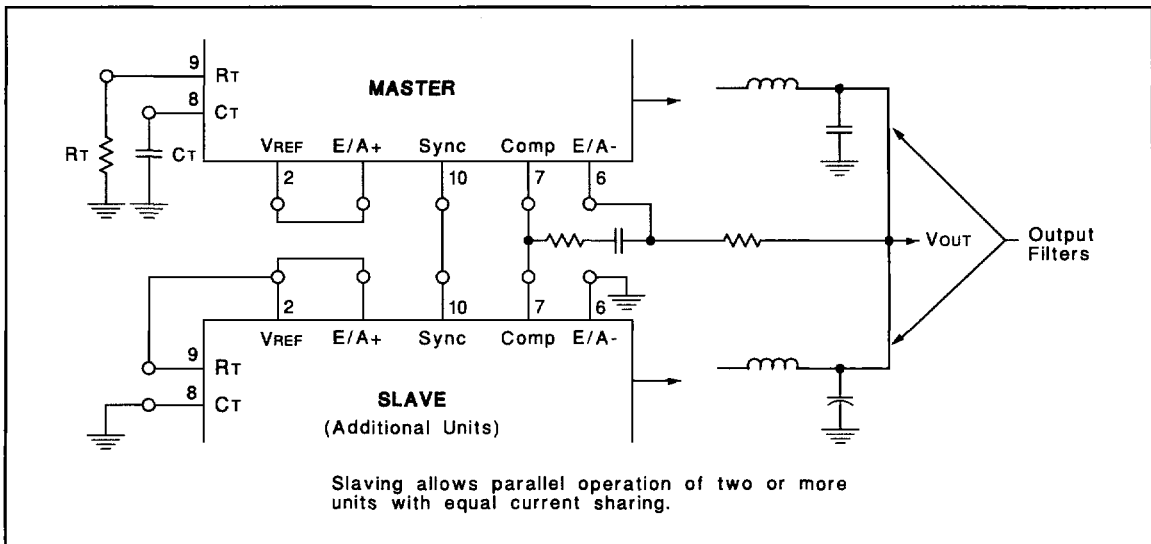 MASTER
9
RT
8
CT
RT
CT
VREF E/A+ Sync Comp E/A-
2 10 7 6
VOUT
Output
Filters
2 10 7 6
VREF E/A+ Sync Comp E/A-
9
RT
8
CT
SLAVE
(Additional Units)
Slaving allows parallel operation of two or more
units with equal current sharing.